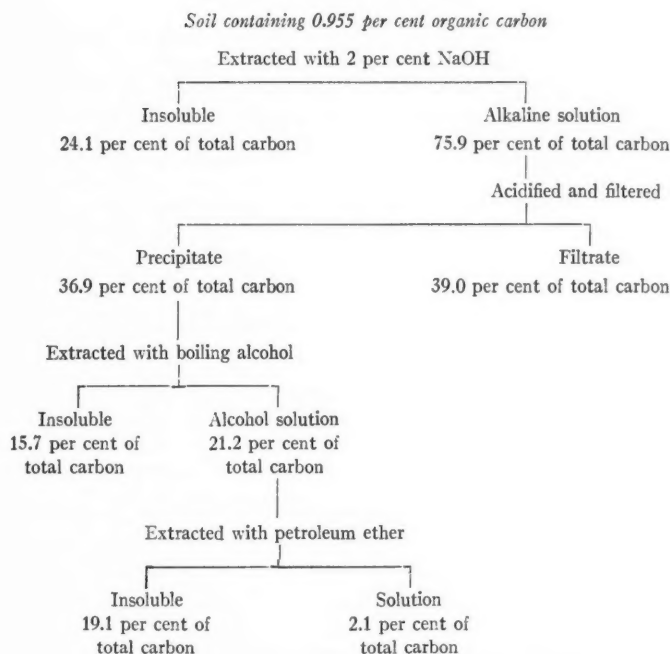 Soil containing 0.955 per cent organic carbon
Extracted with 2 per cent NaOH
Insoluble
24.1 per cent of total carbon
Alkaline solution
75.9 per cent of total carbon
Acidified and filtered
Precipitate
36.9 per cent of total carbon
Filtrate
39.0 per cent of total carbon
Extracted with boiling alcohol
Insoluble
15.7 per cent of
total carbon
Alcohol solution
21.2 per cent of
total carbon
Extracted with petroleum ether
Insoluble
19.1 per cent of
total carbon
Solution
2.1 per cent of
total carbon